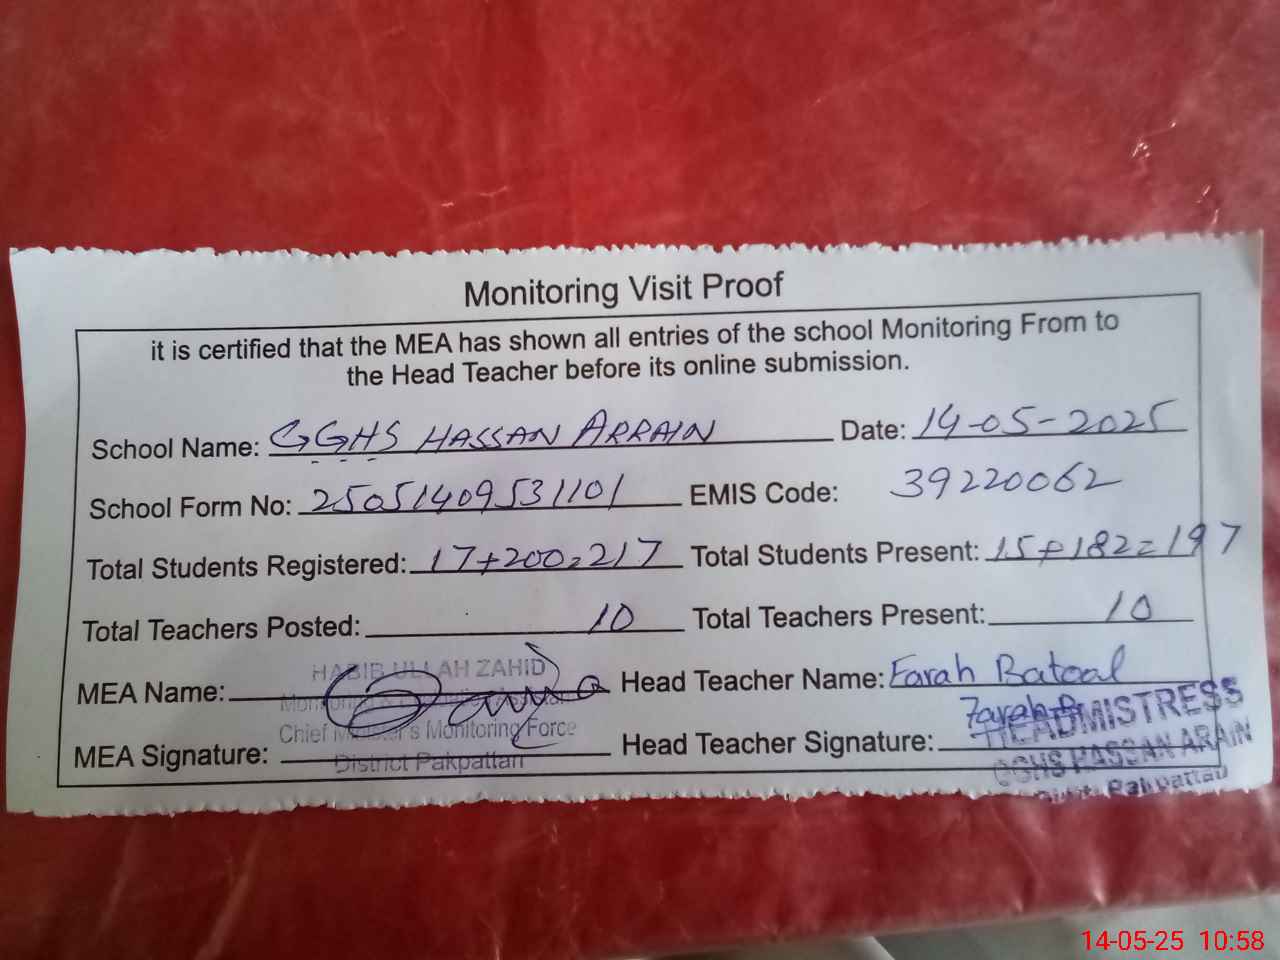 Monitoring Visit Proof
it is certified that the MEA has shown all entries of the school Monitoring From to
the Head Teacher before its online submission.
School Name: GGHS HASSAN ARRAIN Date: 14-05-2025
School Form No: 25051409531101 EMIS Code: 39220062
Total Students Registered: 17+200=217 Total Students Present: 15+182=197
Total Teachers Posted: 10 Total Teachers Present: 10
HABIB ULLAH ZAHID
MEA Name: Head Teacher Name: Farah Batool
Monitoring
Chief Minister's Monitoring Force
MEA Signature: Head Teacher Signature: Farah B
District Pakpattan
HEADMISTRESS
GGHS HASSAN ARAIN
Distt: Pakpattan
14-05-25 10:58